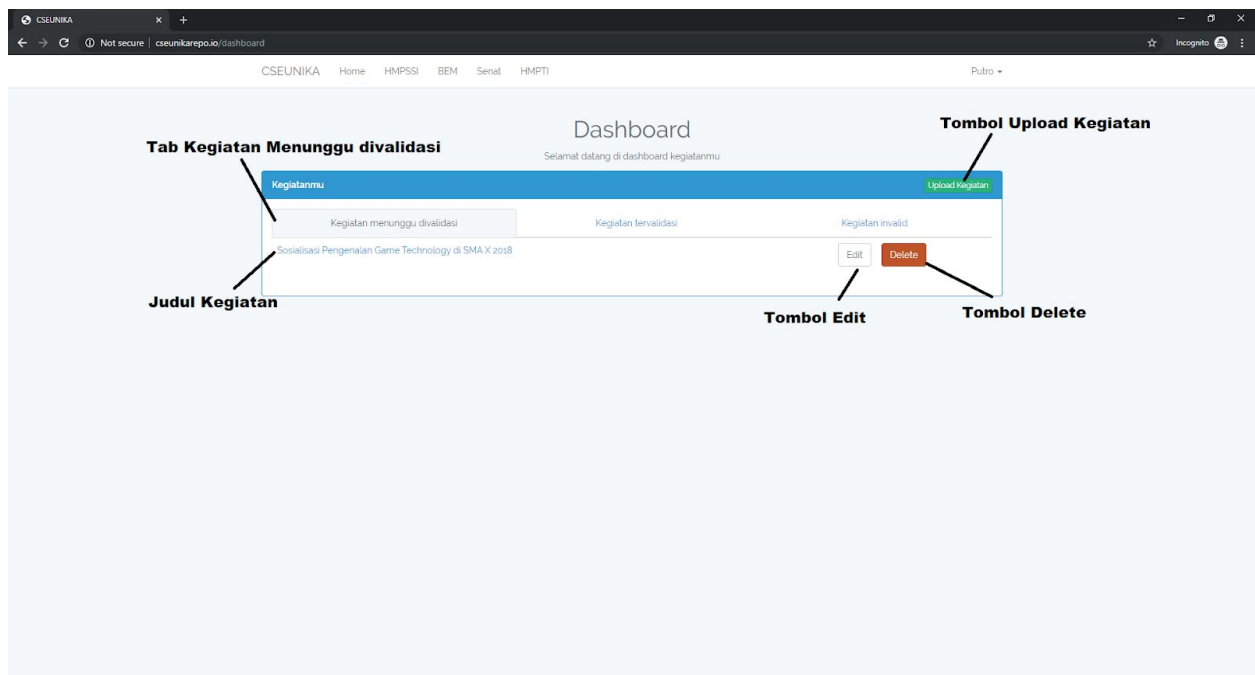 CSEUNIKA
Not secure | cseunikarepo.io/dashboard
Incognito
CSEUNIKA Home HMPSSI BEM Senat HMPTI Putro
Dashboard
Selamat datang di dashboard kegiatanmu
Tombol Upload Kegiatan
Tab Kegiatan Menunggu divalidasi
Kegiatanmu Upload Kegiatan
Kegiatan menunggu divalidasi Kegiatan tervalidasi Kegiatan invalid
Sosialisasi Pengenalan Game Technology di SMA X 2018 Edit Delete
Judul Kegiatan
Tombol Edit
Tombol Delete